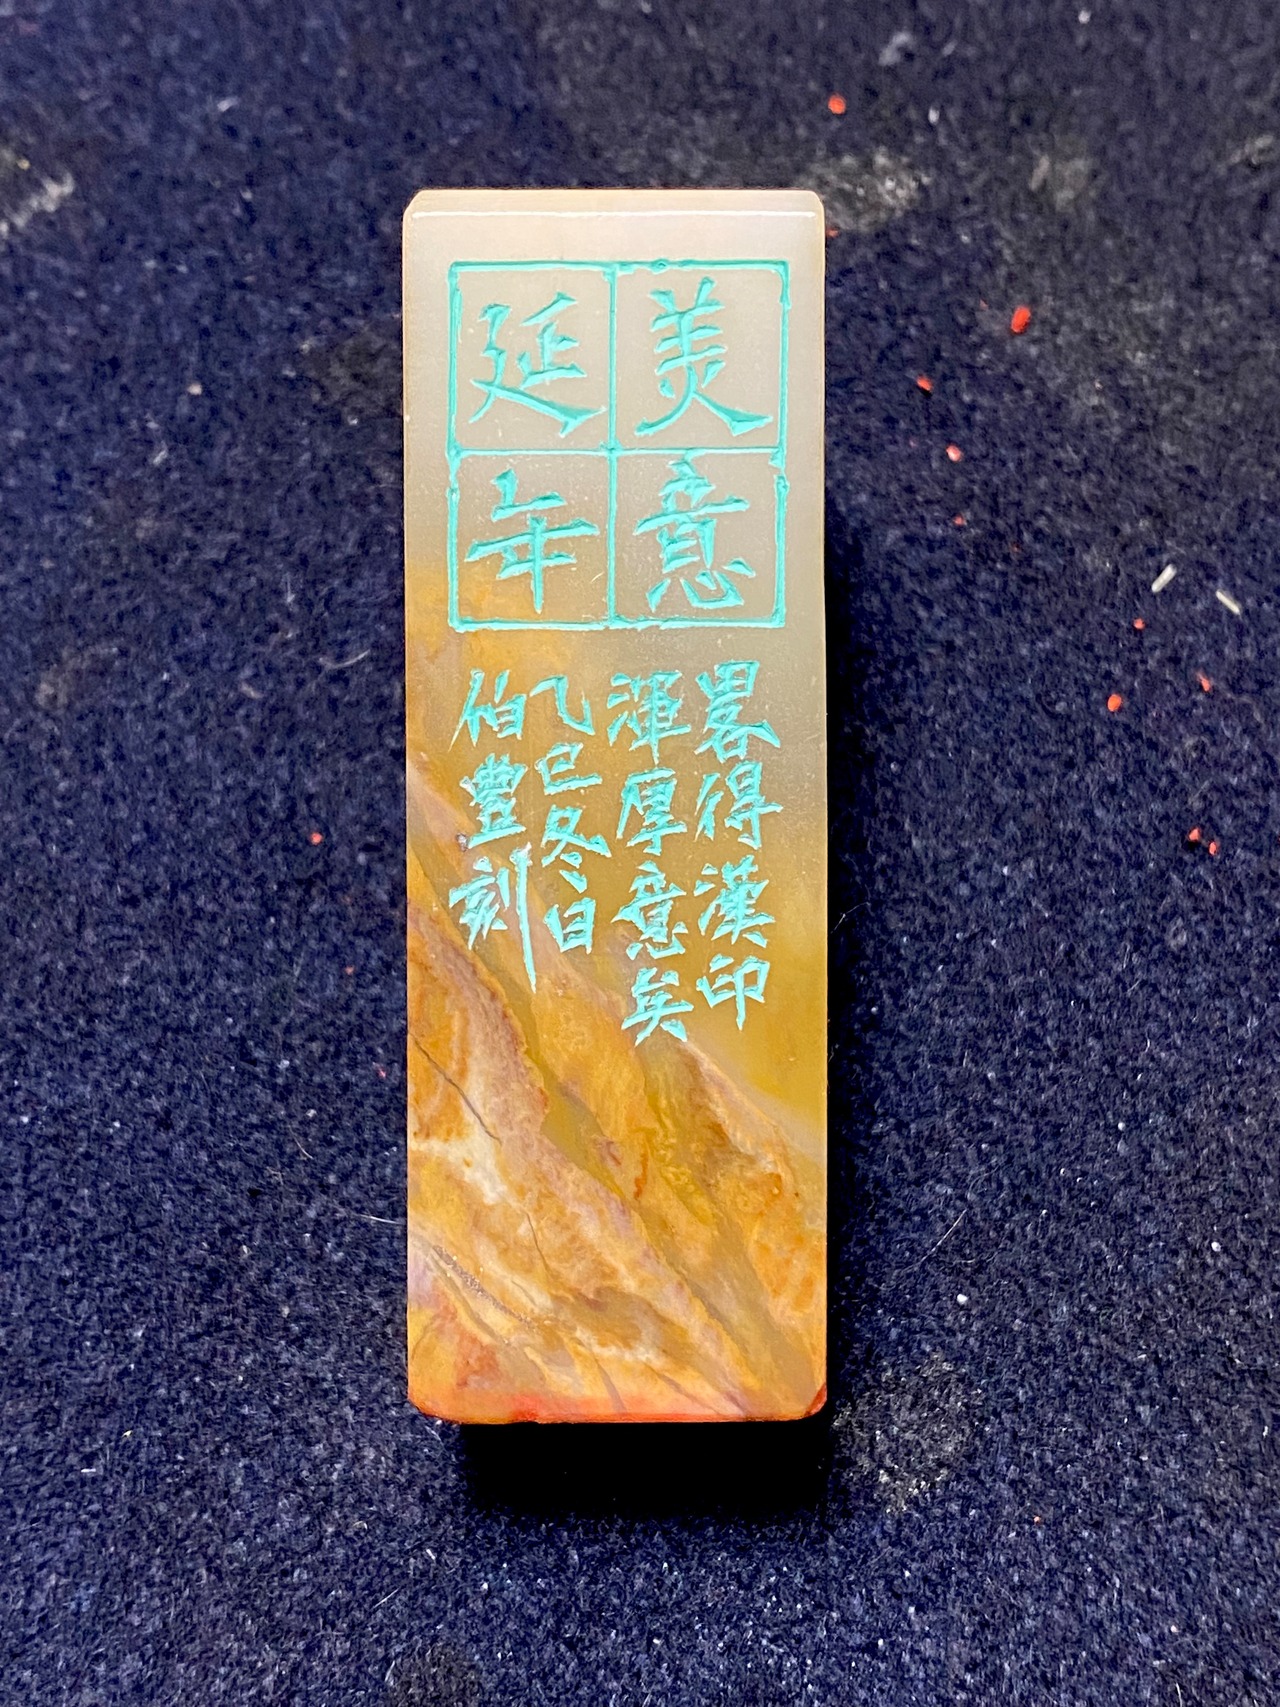 美意
延年
畧得漢印
渾厚意矣
乙巳冬日
伯豐刻